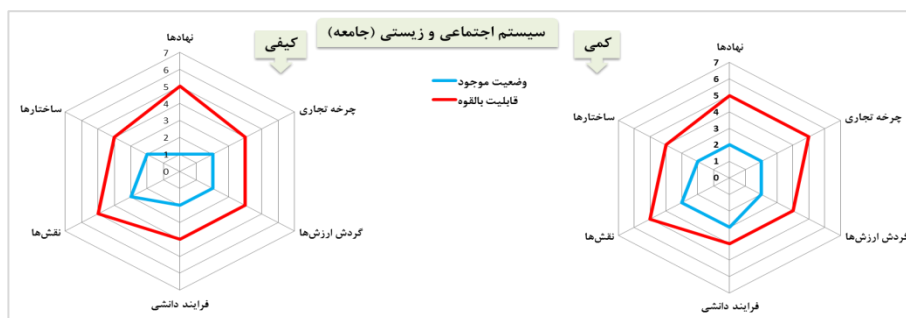 سیستم اجتماعی و زیستی (جامعه)
کمی
نهادها
7
6
5
4
3
2
1
0
چرخه تجاری
گردش ارزش‌ها
فرایند دانشی
نقش‌ها
ساختارها
وضعیت موجود
قابلیت بالقوه
کیفی
نهادها
7
6
5
4
3
2
1
0
چرخه تجاری
گردش ارزش‌ها
فرایند دانشی
نقش‌ها
ساختارها